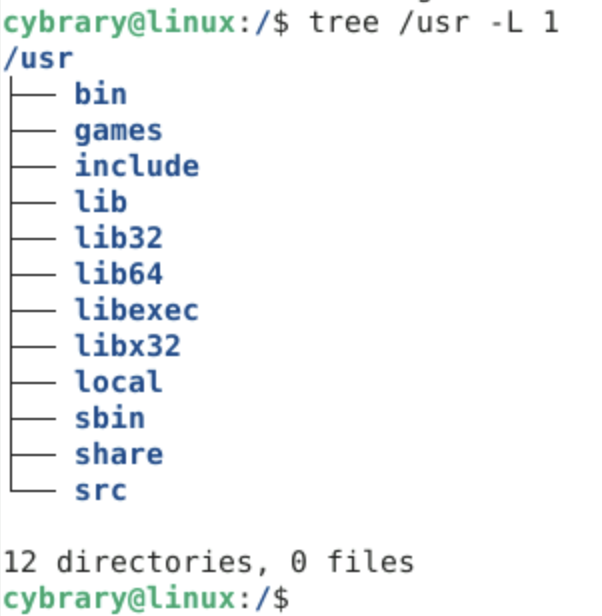 cybrary@linux:/$ tree /usr -L 1
/usr
├── bin
├── games
├── include
├── lib
├── lib32
├── lib64
├── libexec
├── libx32
├── local
├── sbin
├── share
└── src
12 directories, 0 files
cybrary@linux:/$